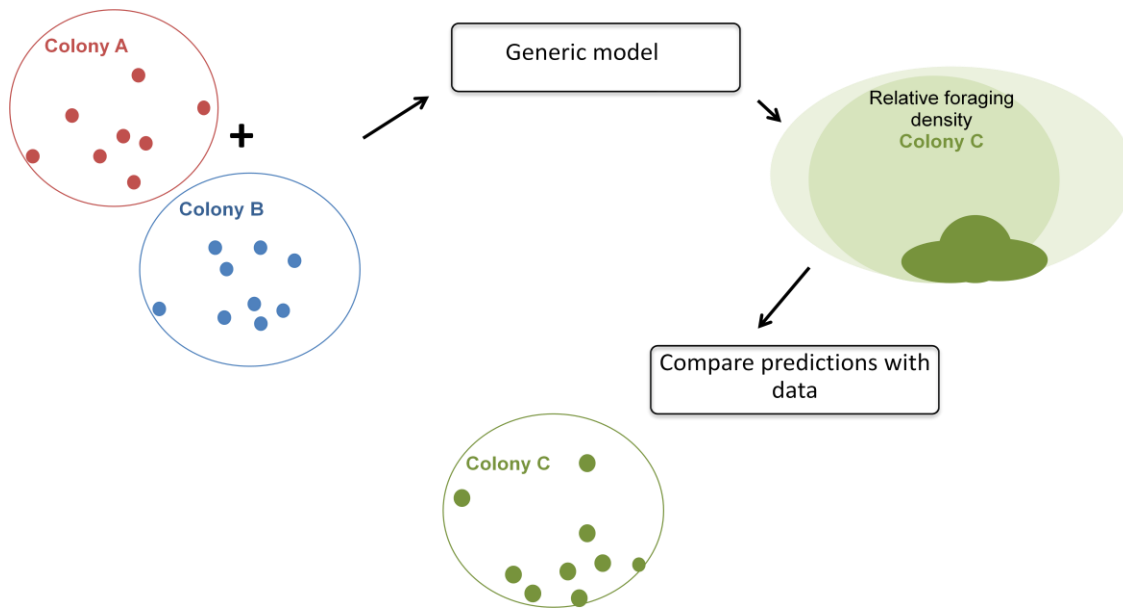 Colony A
+
Colony B
Generic model
Relative foraging
density
Colony C
Compare predictions with
data
Colony C